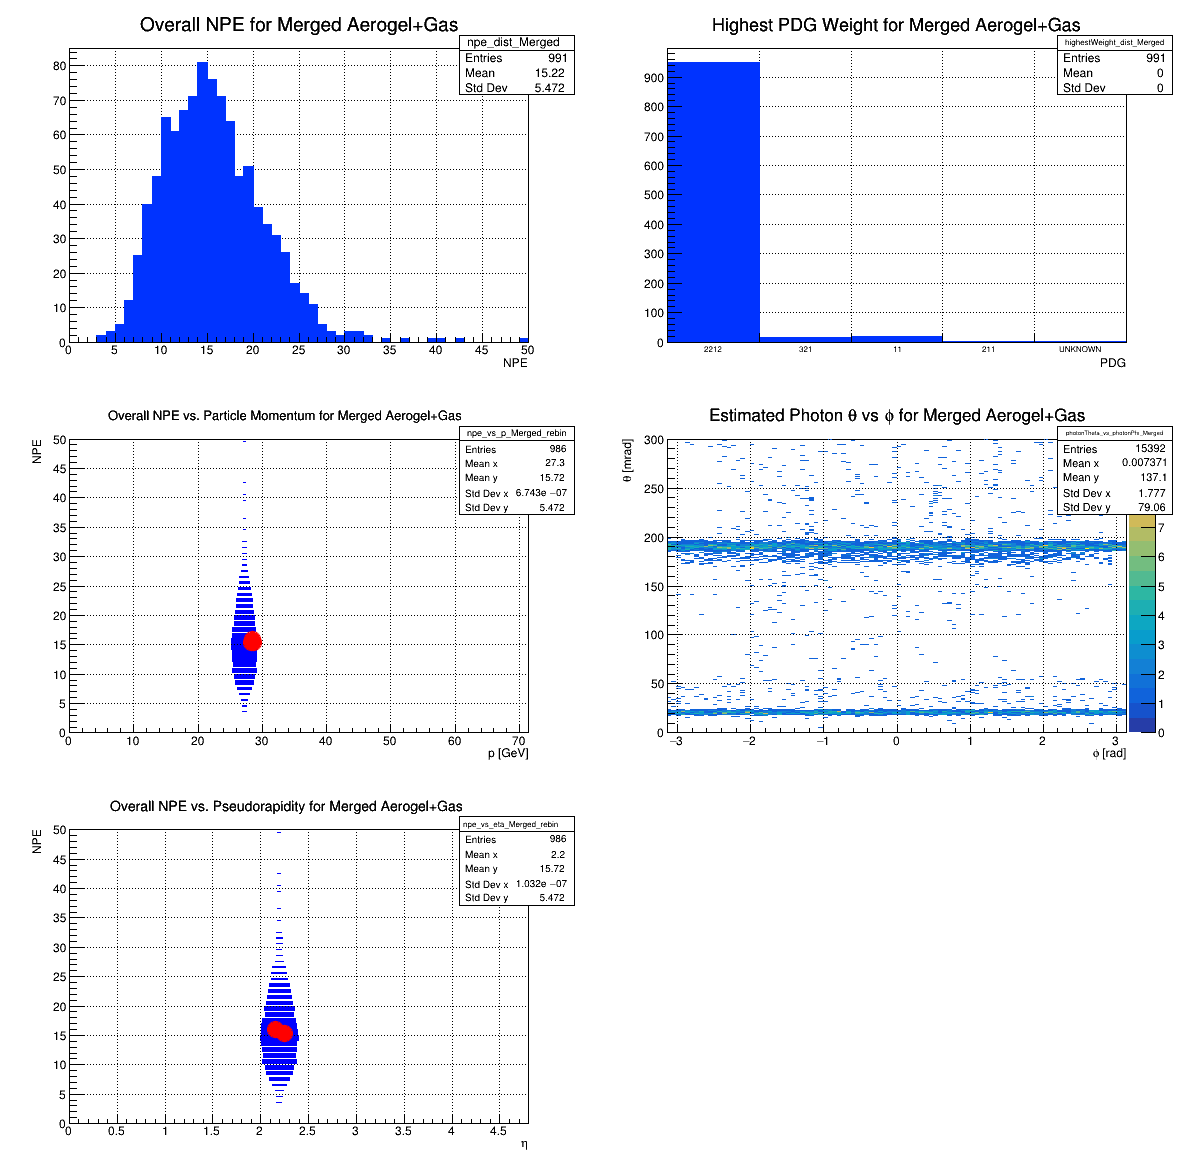 Overall NPE for Merged Aerogel+Gas
npe_dist_Merged
Entries 991
Mean 15.22
Std Dev 5.472
80
70
60
50
40
30
20
10
0
0 5 10 15 20 25 30 35 40 45 50
NPE
Highest PDG Weight for Merged Aerogel+Gas
highestWeight_dist_Merged
Entries 991
Mean 0
Std Dev 0
900
800
700
600
500
400
300
200
100
0
2212 321 11 211 UNKNOWN
PDG
Overall NPE vs. Particle Momentum for Merged Aerogel+Gas
NPE
npe_vs_p_Merged_rebin
Entries 986
Mean x 27.3
Mean y 15.72
Std Dev x 6.743e −07
Std Dev y 5.472
50
45
40
35
30
25
20
15
10
5
0
0 10 20 30 40 50 60 70
p [GeV]
Estimated Photon θ vs ϕ for Merged Aerogel+Gas
θ [mrad]
photonTheta_vs_photonPhi_Merged
Entries 15392
Mean x 0.007371
Mean y 137.1
Std Dev x 1.777
Std Dev y 79.06
300
250
200
150
100
50
0
−3 −2 −1 0 1 2 3
ϕ [rad]
7
6
5
4
3
2
1
0
Overall NPE vs. Pseudorapidity for Merged Aerogel+Gas
NPE
npe_vs_eta_Merged_rebin
Entries 986
Mean x 2.2
Mean y 15.72
Std Dev x 1.032e −07
Std Dev y 5.472
50
45
40
35
30
25
20
15
10
5
0
0 0.5 1 1.5 2 2.5 3 3.5 4 4.5
η